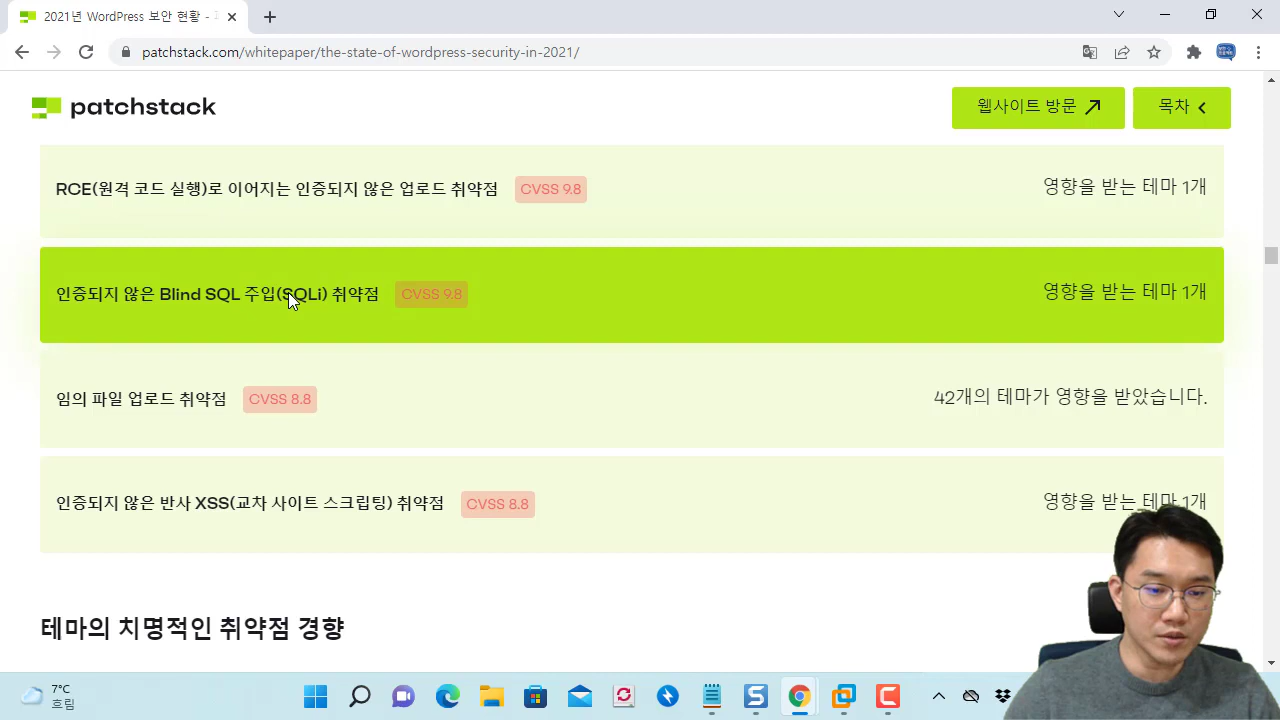 2021년 WordPress 보안 현황 -
patchstack.com/whitepaper/the-state-of-wordpress-security-in-2021/
patchstack
웹사이트 방문
목차
RCE(원격 코드 실행)로 이어지는 인증되지 않은 업로드 취약점 CVSS 9.8 영향을 받는 테마 1개
인증되지 않은 Blind SQL 주입(SQLi) 취약점 CVSS 9.8 영향을 받는 테마 1개
임의 파일 업로드 취약점 CVSS 8.8 42개의 테마가 영향을 받았습니다.
인증되지 않은 반사 XSS(교차 사이트 스크립팅) 취약점 CVSS 8.8 영향을 받는 테마 1개
테마의 치명적인 취약점 경향
7°C
흐림